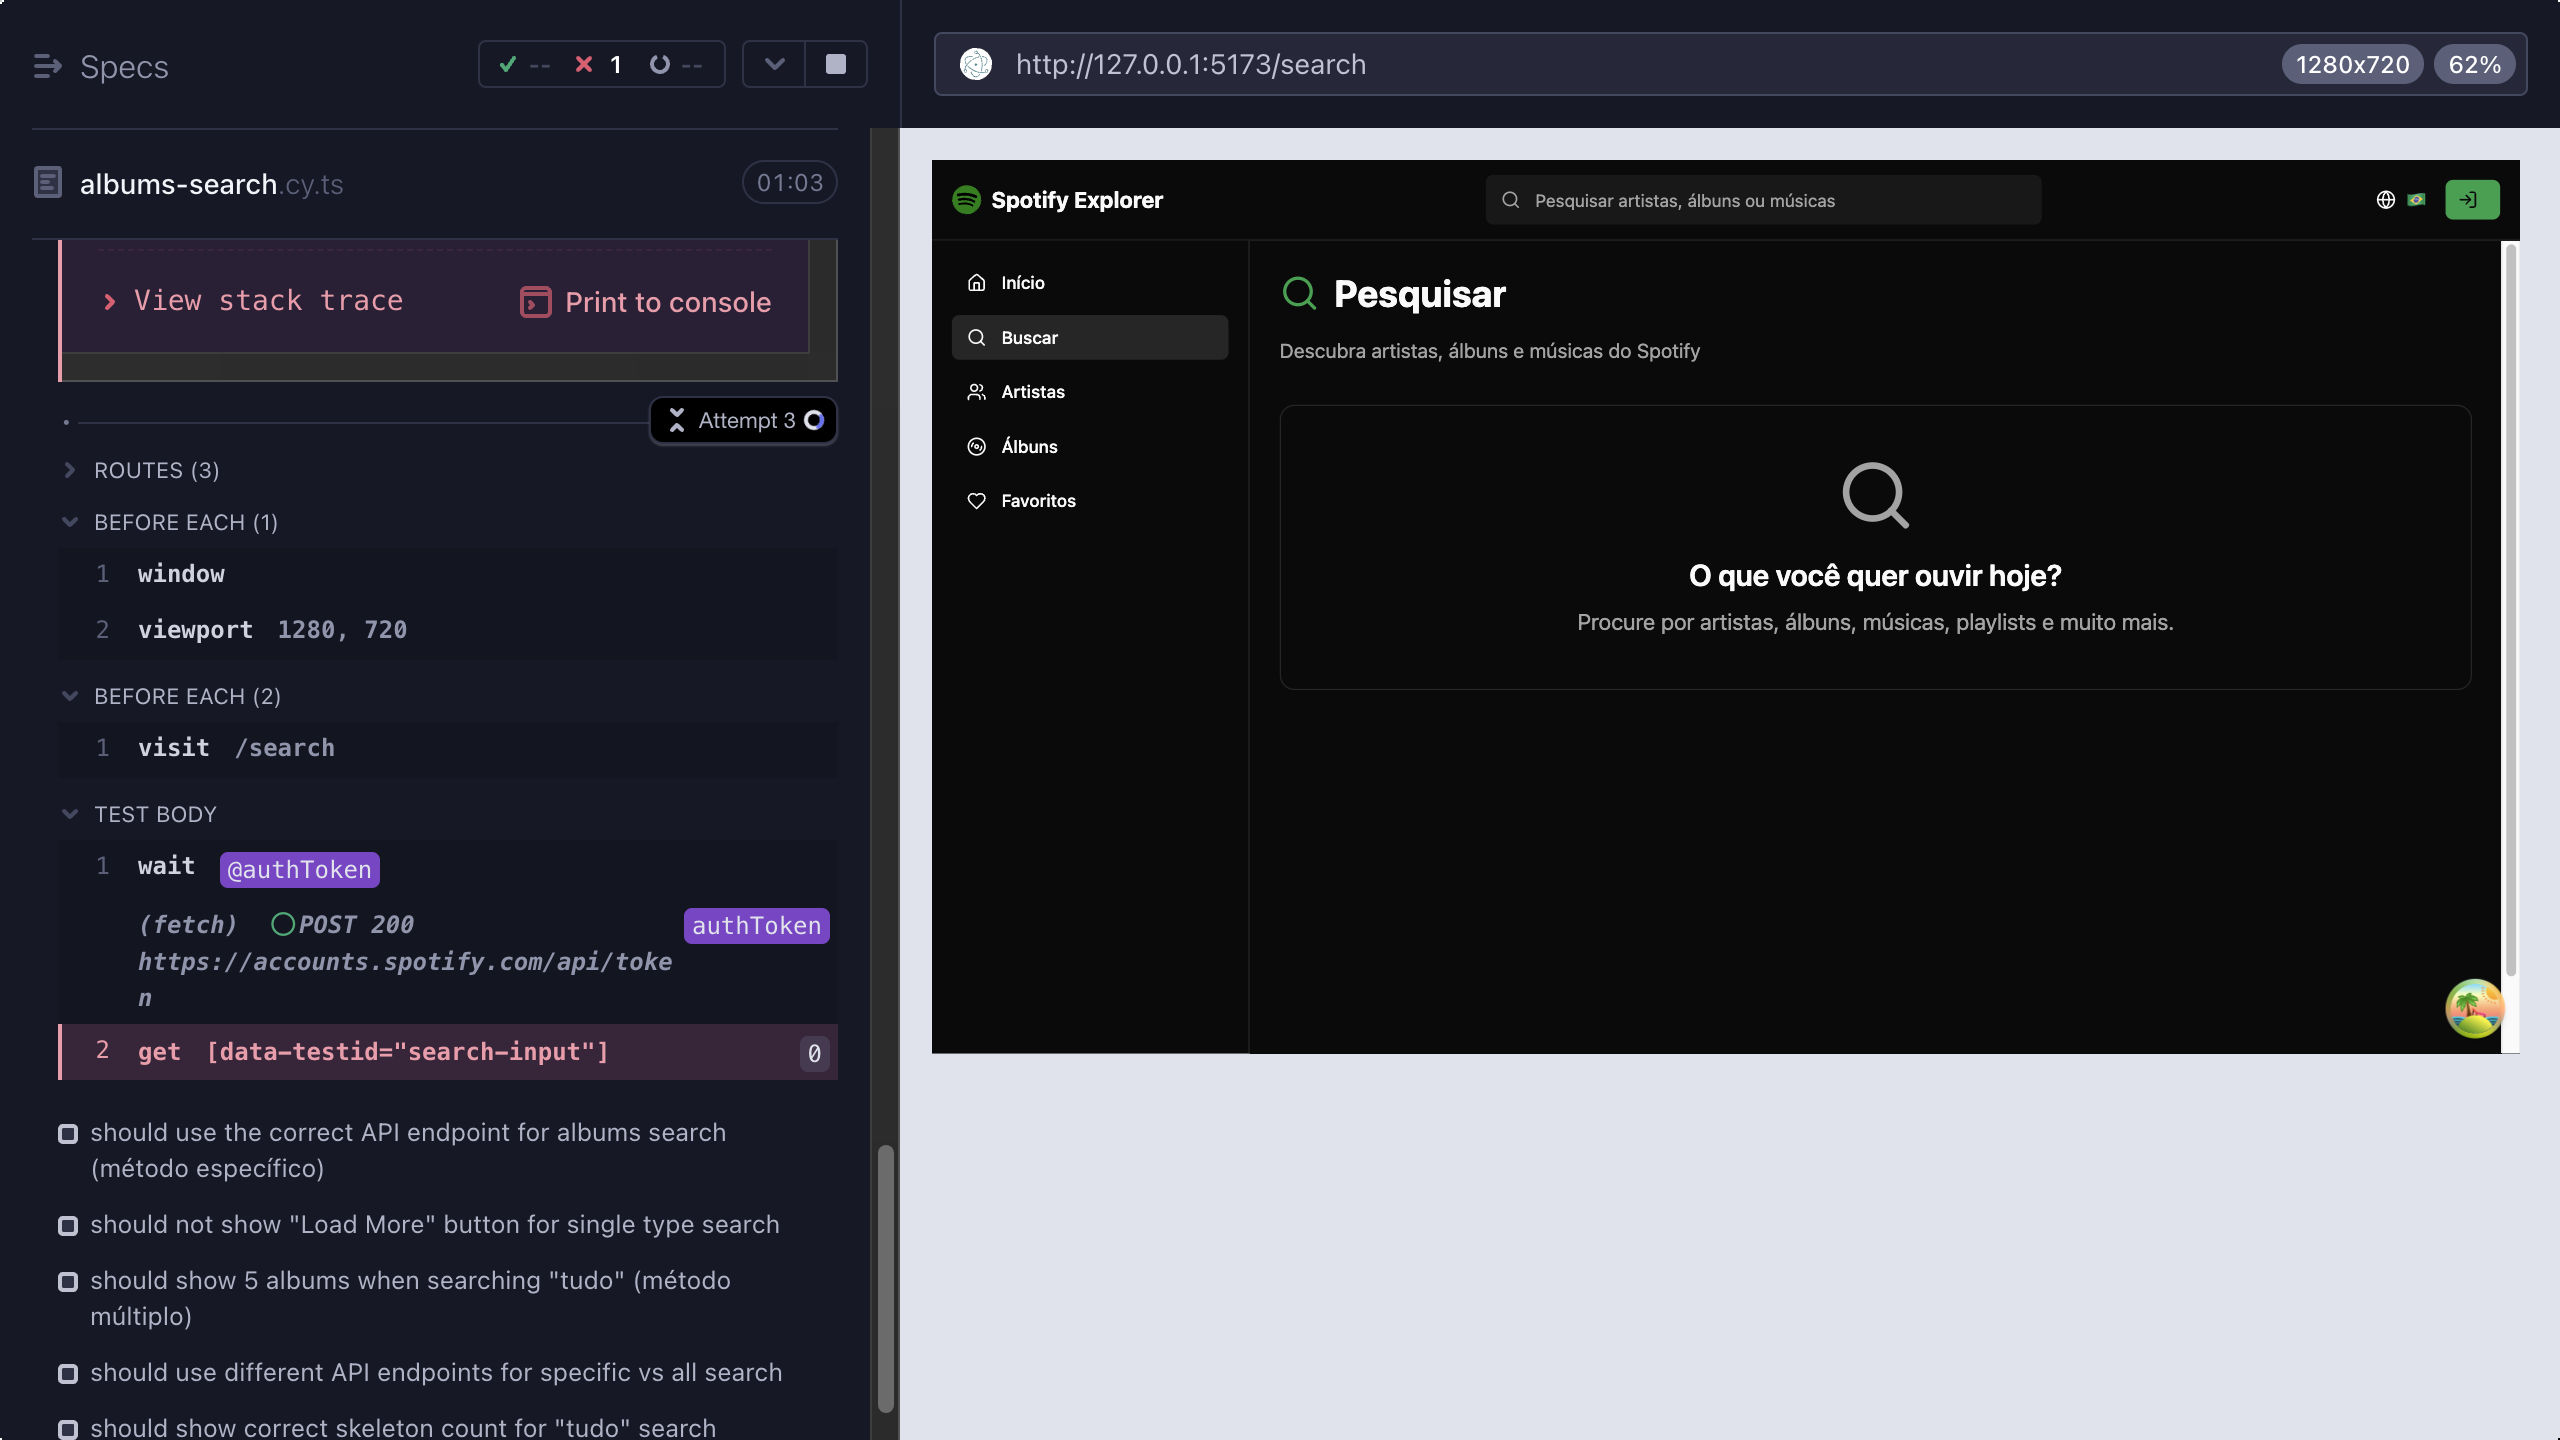 Specs
-- 1 --
albums-search.cy.ts
01:03
View stack trace
Print to console
Attempt 3
ROUTES (3)
BEFORE EACH (1)
1 window
2 viewport 1280, 720
BEFORE EACH (2)
1 visit /search
TEST BODY
1 wait @authToken
(fetch) POST 200 authToken
https://accounts.spotify.com/api/toke
n
2 get [data-testid="search-input"] 0
should use the correct API endpoint for albums search
(método específico)
should not show "Load More" button for single type search
should show 5 albums when searching "tudo" (método
múltiplo)
should use different API endpoints for specific vs all search
should show correct skeleton count for "tudo" search
http://127.0.0.1:5173/search
1280x720
62%
Spotify Explorer
Pesquisar artistas, álbuns ou músicas
Início
Buscar
Artistas
Álbuns
Favoritos
Pesquisar
Descubra artistas, álbuns e músicas do Spotify
O que você quer ouvir hoje?
Procure por artistas, álbuns, músicas, playlists e muito mais.